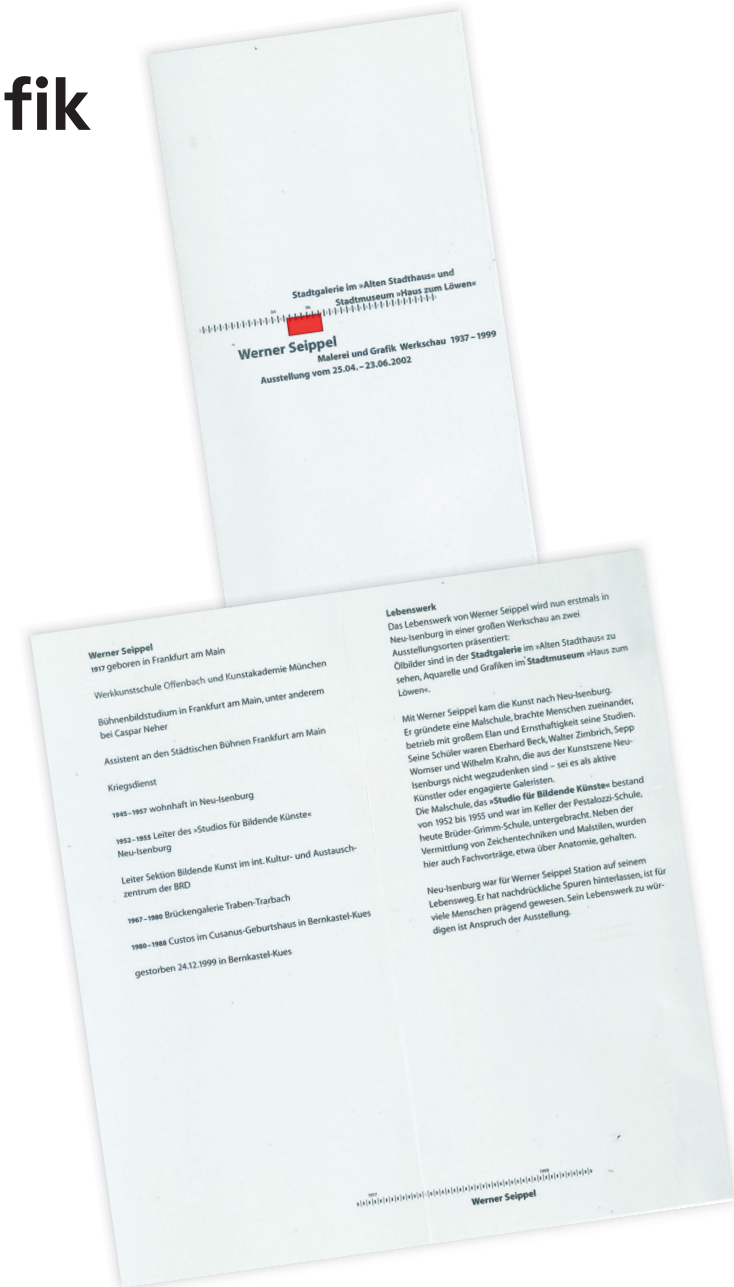 fik
Stadtgalerie im »Alten Stadthaus« und
Stadtmuseum »Haus zum Löwen«
Werner Seippel
Malerei und Grafik Werkschau 1937–1999
Ausstellung vom 25.04.–23.06.2002
Werner Seippel
1917 geboren in Frankfurt am Main
Werkkunstschule Offenbach und Kunstakademie München
Bühnenbildstudium in Frankfurt am Main, unter anderem
bei Caspar Neher
Assistent an den Städtischen Bühnen Frankfurt am Main
Kriegsdienst
1945–1957 wohnhaft in Neu-Isenburg
1952–1955 Leiter des »Studios für Bildende Künste«
Neu-Isenburg
Leiter Sektion Bildende Kunst im int. Kultur- und Austausch-
zentrum der BRD
1967–1980 Brückengalerie Traben-Trarbach
1980–1988 Custos im Cusanus-Geburtshaus in Bernkastel-Kues
gestorben 24.12.1999 in Bernkastel-Kues
Lebenswerk
Das Lebenswerk von Werner Seippel wird nun erstmals in
Neu-Isenburg in einer großen Werkschau an zwei
Ausstellungsorten präsentiert:
Ölbilder sind in der Stadtgalerie im »Alten Stadthaus« zu
sehen, Aquarelle und Grafiken im Stadtmuseum »Haus zum
Löwen«.
Mit Werner Seippel kam die Kunst nach Neu-Isenburg.
Er gründete eine Malschule, brachte Menschen zueinander,
betrieb mit großem Elan und Ernsthaftigkeit seine Studien.
Seine Schüler waren Eberhard Beck, Walter Zimbrich, Sepp
Womser und Wilhelm Krahn, die aus der Kunstszene Neu-
Isenburgs nicht wegzudenken sind – sei es als aktive
Künstler oder engagierte Galeristen.
Die Malschule, das »Studio für Bildende Künste« bestand
von 1952 bis 1955 und war im Keller der Pestalozzi-Schule,
heute Brüder-Grimm-Schule, untergebracht. Neben der
Vermittlung von Zeichentechniken und Malstilen, wurden
hier auch Fachvorträge, etwa über Anatomie, gehalten.
Neu-Isenburg war für Werner Seippel Station auf seinem
Lebensweg. Er hat nachdrückliche Spuren hinterlassen, ist für
viele Menschen prägend gewesen. Sein Lebenswerk zu wür-
digen ist Anspruch der Ausstellung.
1917
1999
Werner Seippel